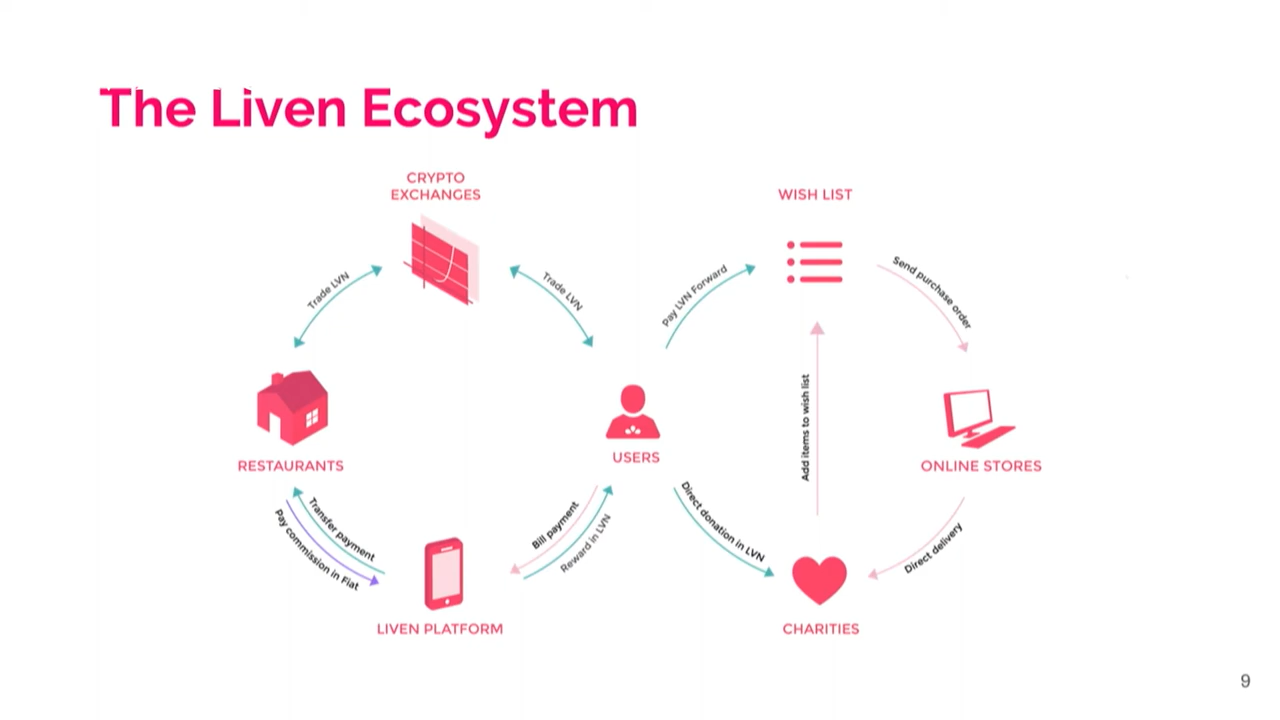 The Liven Ecosystem
CRYPTO
EXCHANGES
WISH LIST
Trade LVN
Trade LVN
Pay LVN Forward
Send purchase order
RESTAURANTS
USERS
Add items to wish list
ONLINE STORES
Transfer payment
Pay commission in Fiat
Bill payment
Reward in LVN
Direct donation in LVN
Direct delivery
LIVEN PLATFORM
CHARITIES
9